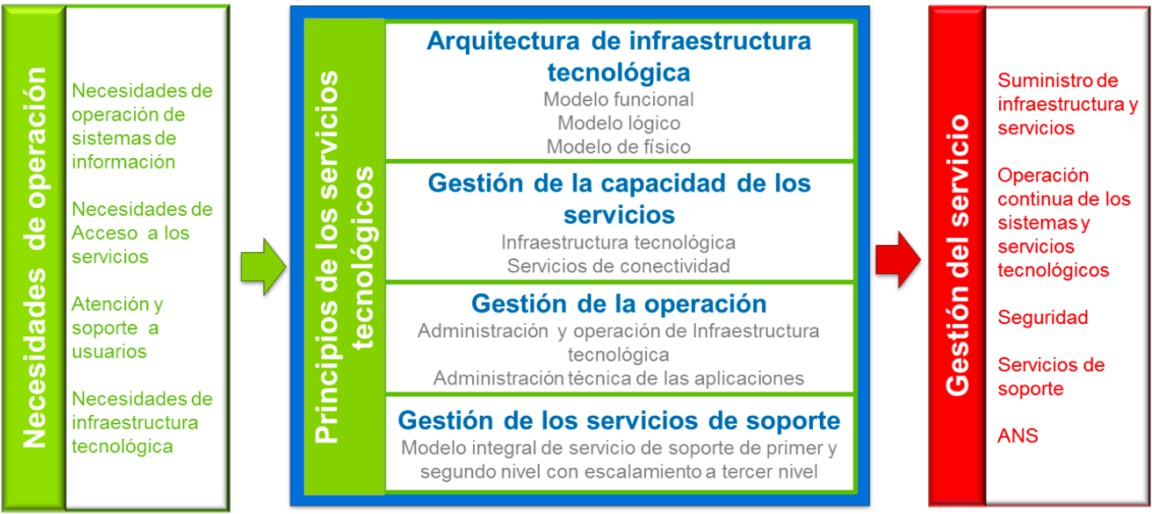 Necesidades de operación
Necesidades de
operación de
sistemas de
información
Necesidades de
Acceso a los
servicios
Atención y
soporte a
usuarios
Necesidades de
infraestructura
tecnológica
Principios de los servicios
tecnológicos
Arquitectura de infraestructura
tecnológica
Modelo funcional
Modelo lógico
Modelo de físico
Gestión de la capacidad de los
servicios
Infraestructura tecnológica
Servicios de conectividad
Gestión de la operación
Administración y operación de Infraestructura
tecnológica
Administración técnica de las aplicaciones
Gestión de los servicios de soporte
Modelo integral de servicio de soporte de primer y
segundo nivel con escalamiento a tercer nivel
Gestión del servicio
Suministro de
infraestructura y
servicios
Operación
continua de los
sistemas y
servicios
tecnológicos
Seguridad
Servicios de
soporte
ANS